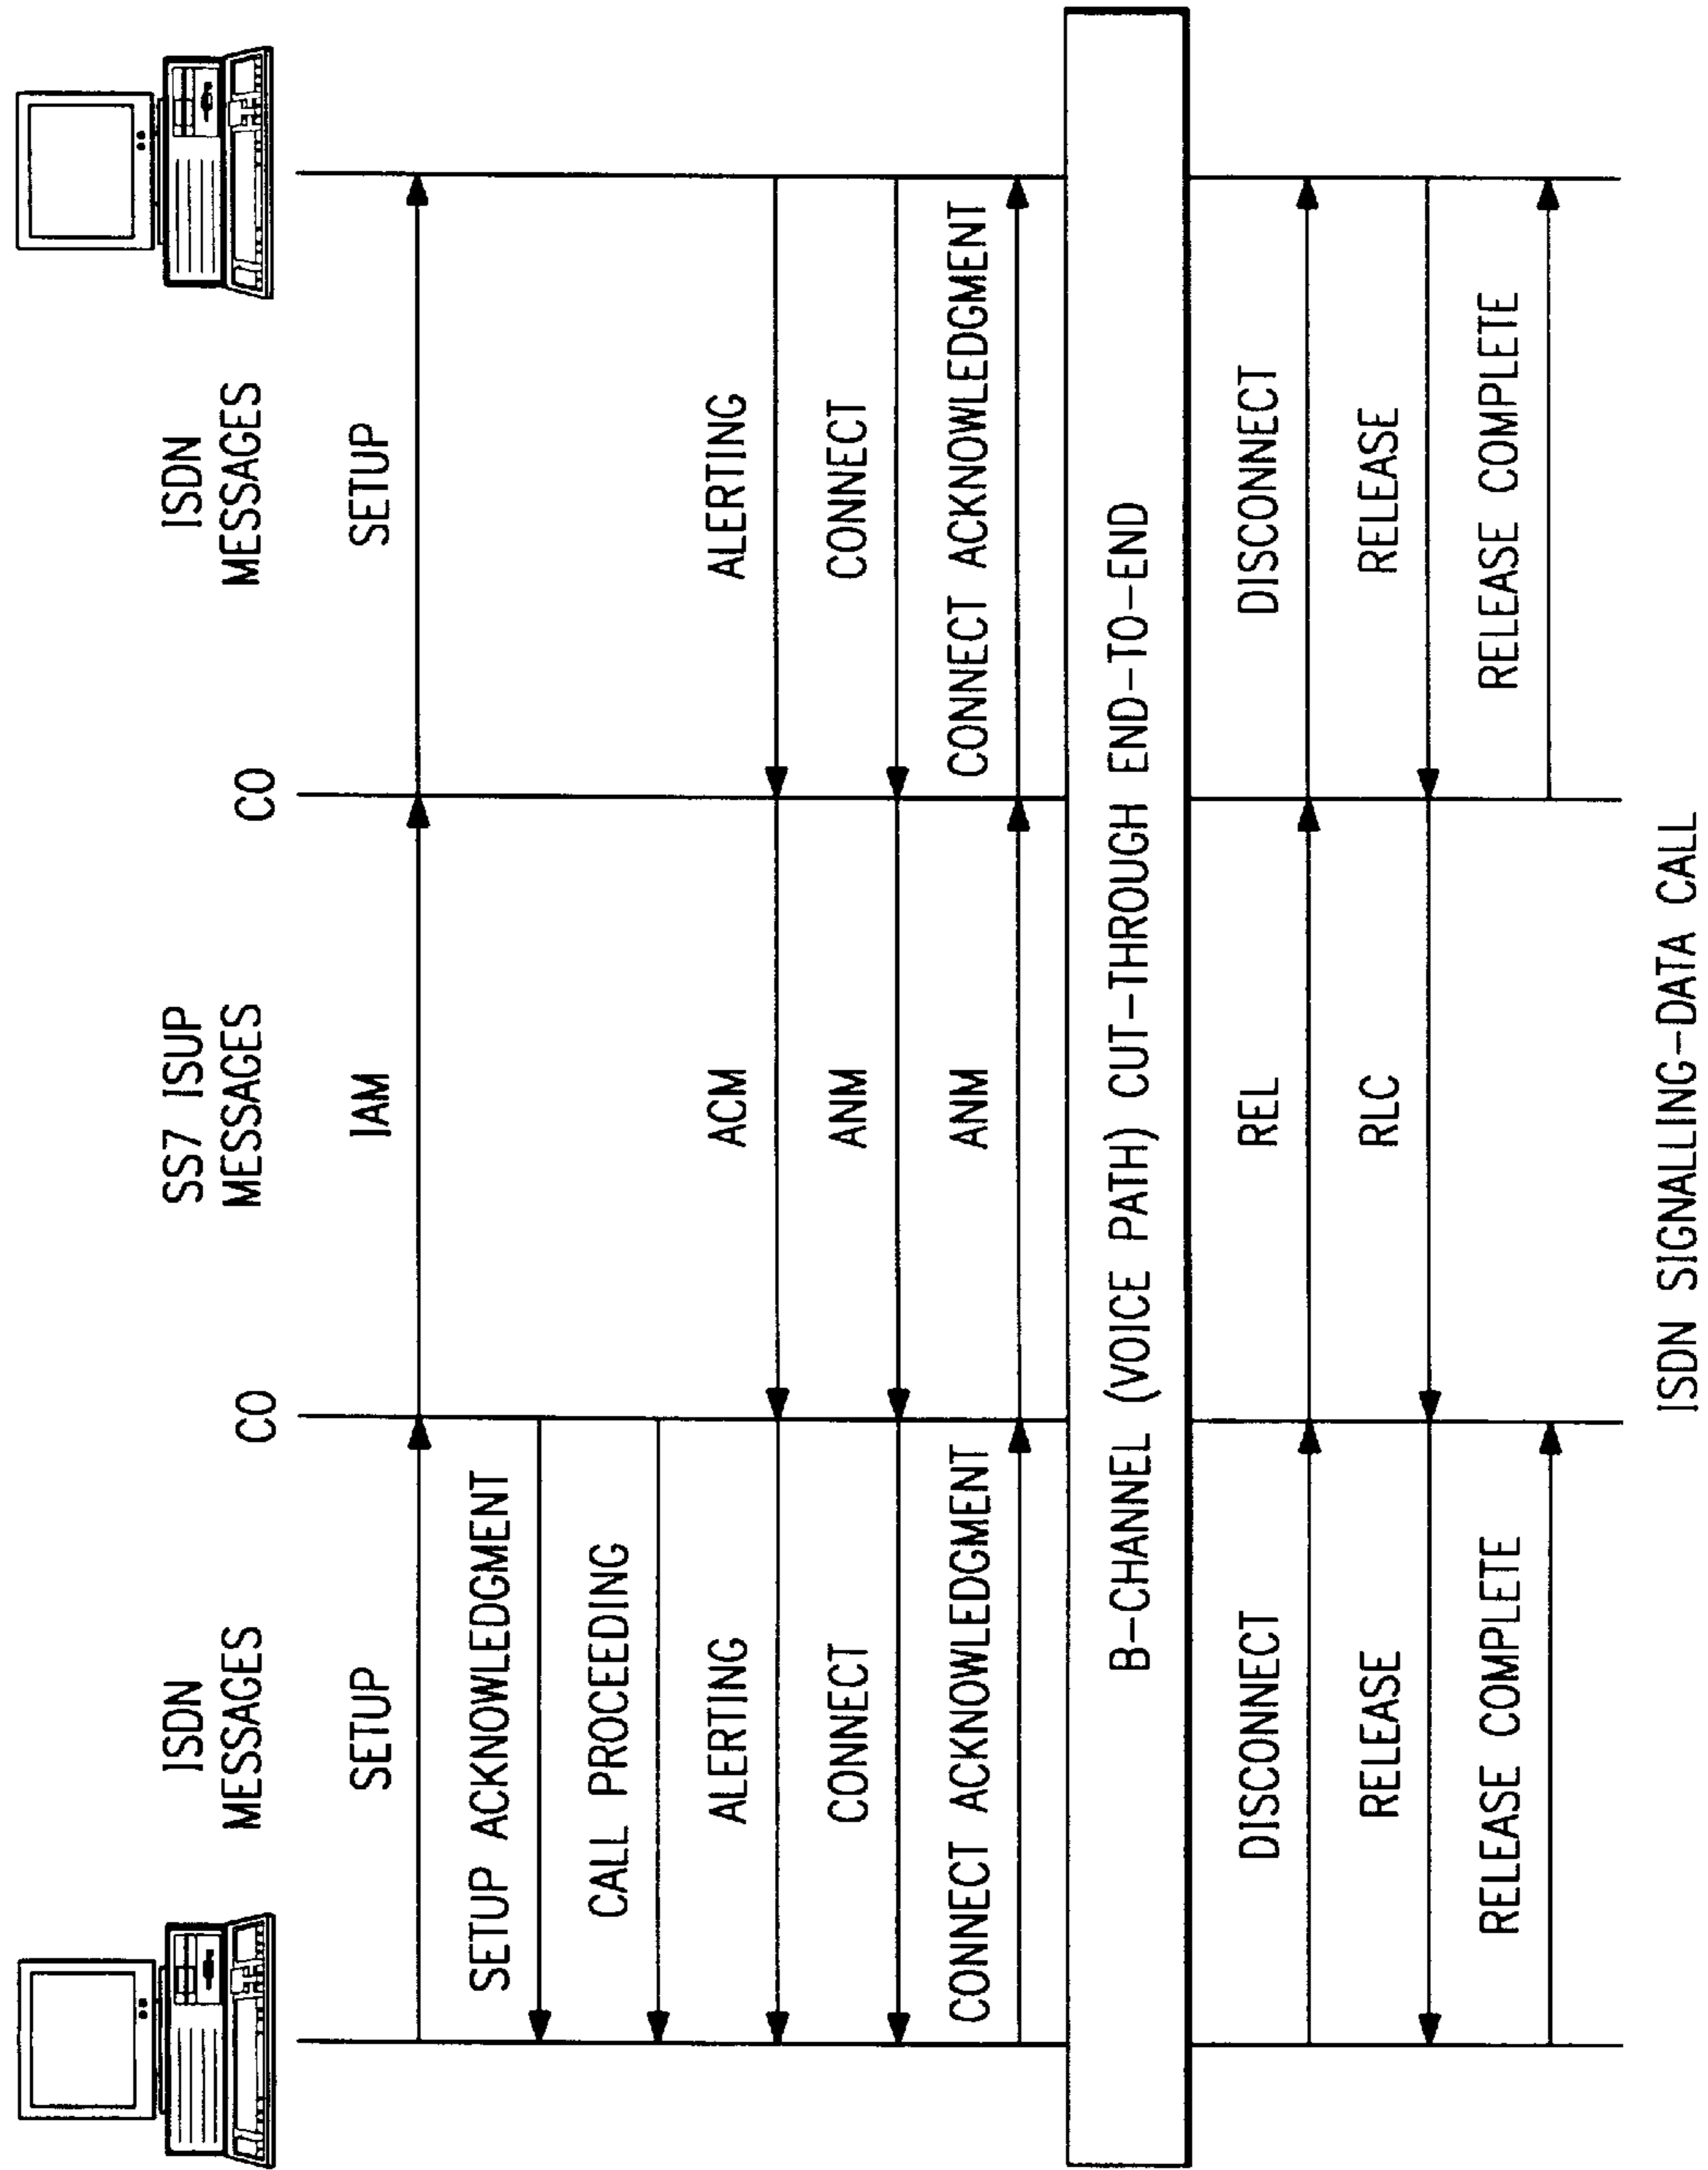 ISDN
MESSAGES
CO
SS7 ISUP
MESSAGES
CO
ISDN
MESSAGES
SETUP
IAM
SETUP
SETUP ACKNOWLEDGMENT
CALL PROCEEDING
ALERTING
ACM
ALERTING
CONNECT
ANM
CONNECT
CONNECT ACKNOWLEDGMENT
ANM
CONNECT ACKNOWLEDGMENT
B-CHANNEL (VOICE PATH) CUT-THROUGH END-TO-END
DISCONNECT
REL
DISCONNECT
RELEASE
RLC
RELEASE
RELEASE COMPLETE
RELEASE COMPLETE
ISDN SIGNALLING-DATA CALL